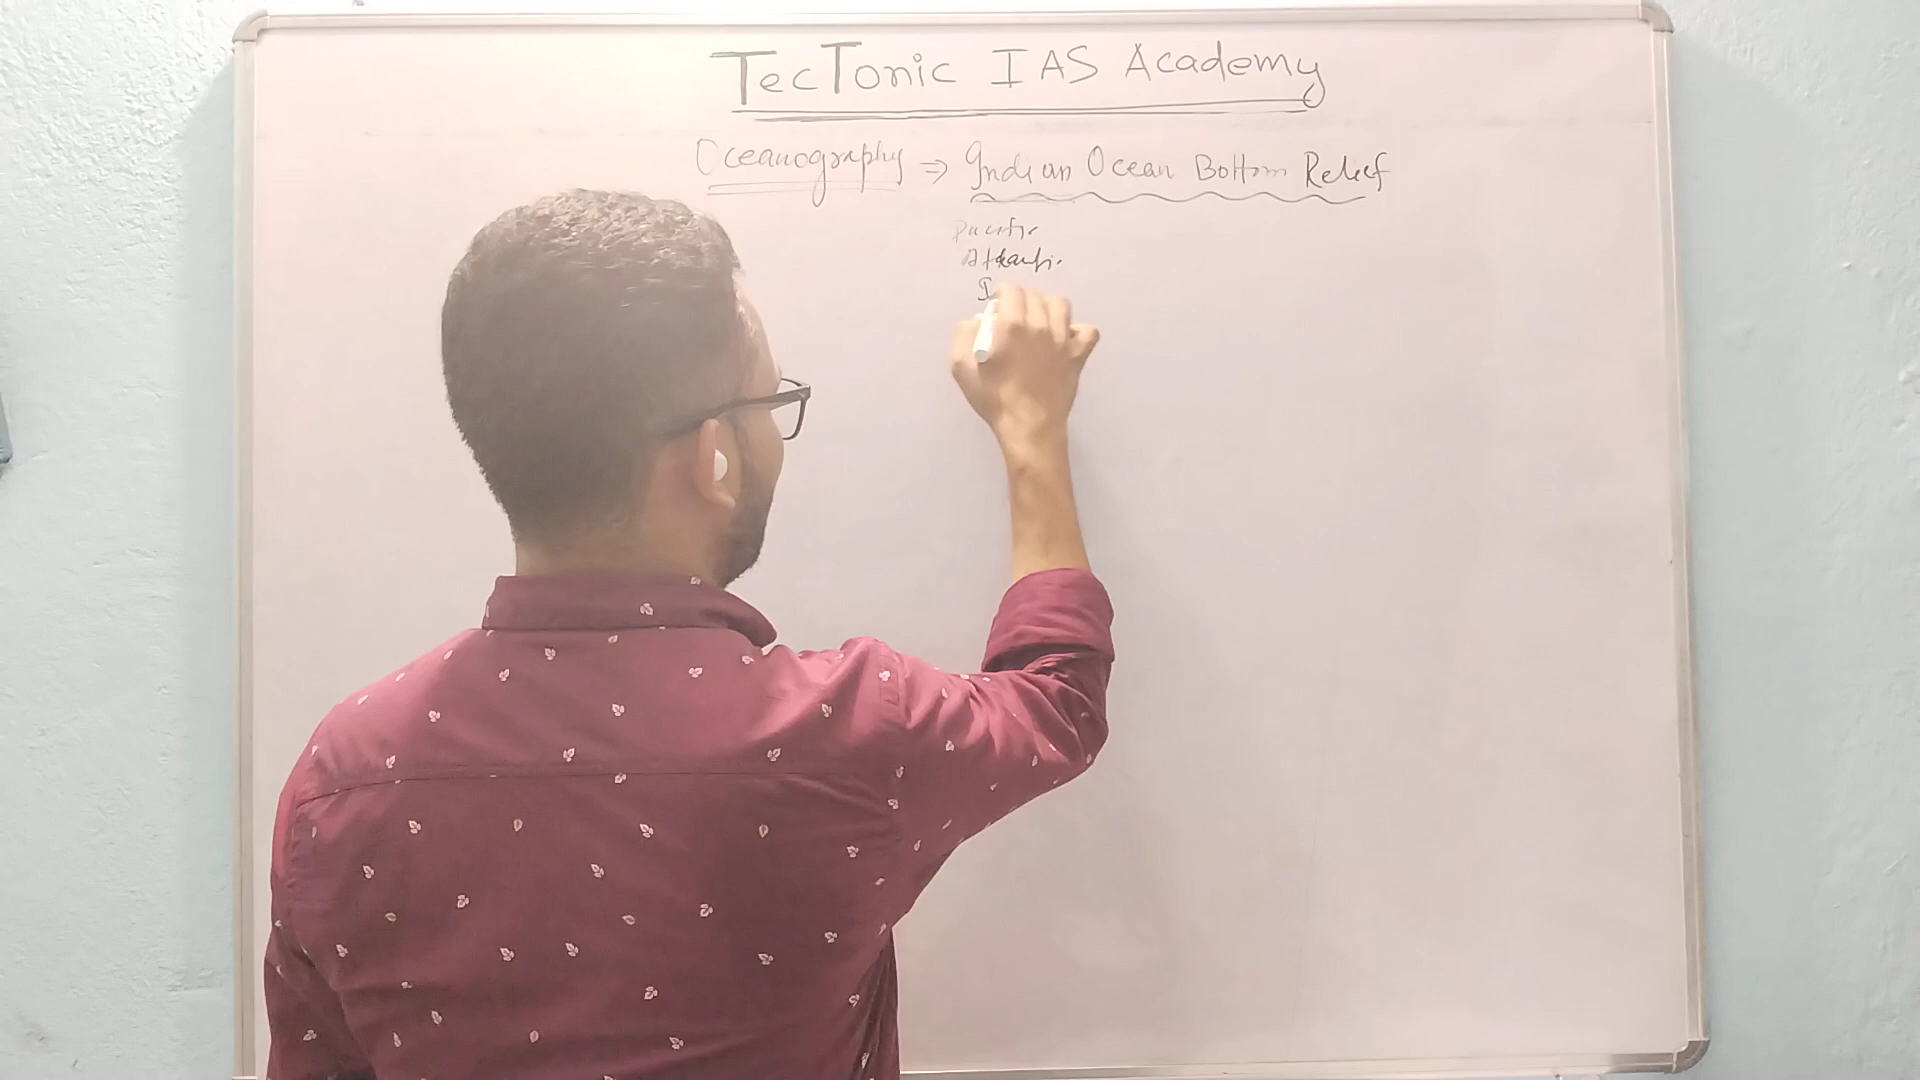 TecTonic IAS Academy
Oceanography ⇒ Indian Ocean Bottom Relief
Pacific
Atlantic
I